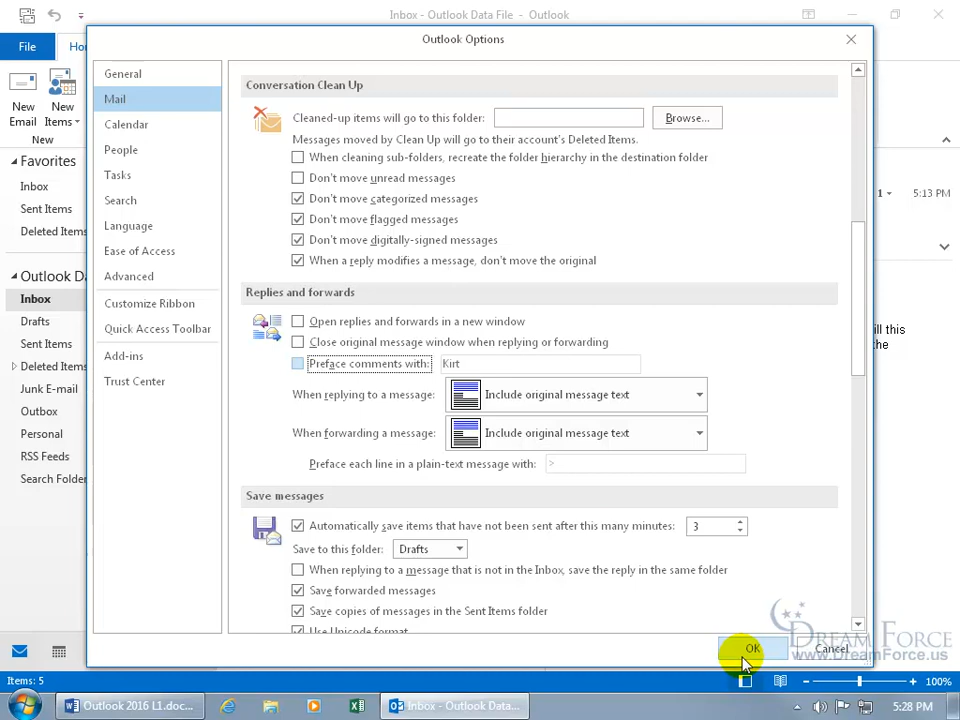 Inbox - Outlook Data File - Outlook
File
Outlook Options
New Email
New Items
New
Favorites
Inbox
Sent Items
Deleted Items
Outlook Da
Inbox
Drafts
Sent Items
Deleted Items
Junk E-mail
Outbox
Personal
RSS Feeds
Search Folder
General
Mail
Calendar
People
Tasks
Search
Language
Ease of Access
Advanced
Customize Ribbon
Quick Access Toolbar
Add-ins
Trust Center
Conversation Clean Up
Cleaned-up items will go to this folder:
Browse...
Messages moved by Clean Up will go to their account's Deleted Items.
When cleaning sub-folders, recreate the folder hierarchy in the destination folder
Don't move unread messages
Don't move categorized messages
Don't move flagged messages
Don't move digitally-signed messages
When a reply modifies a message, don't move the original
Replies and forwards
Open replies and forwards in a new window
Close original message window when replying or forwarding
Preface comments with: Kirt
When replying to a message: Include original message text
When forwarding a message: Include original message text
Preface each line in a plain-text message with: >
Save messages
Automatically save items that have not been sent after this many minutes: 3
Save to this folder: Drafts
When replying to a message that is not in the Inbox, save the reply in the same folder
Save forwarded messages
Save copies of messages in the Sent Items folder
Use Unicode format
OK
Cancel
1
5:13 PM
ill this
the
DREAM FORCE
www.DreamForce.us
Items: 5
100%
Outlook 2016 L1.doc...
Inbox - Outlook Data...
5:28 PM